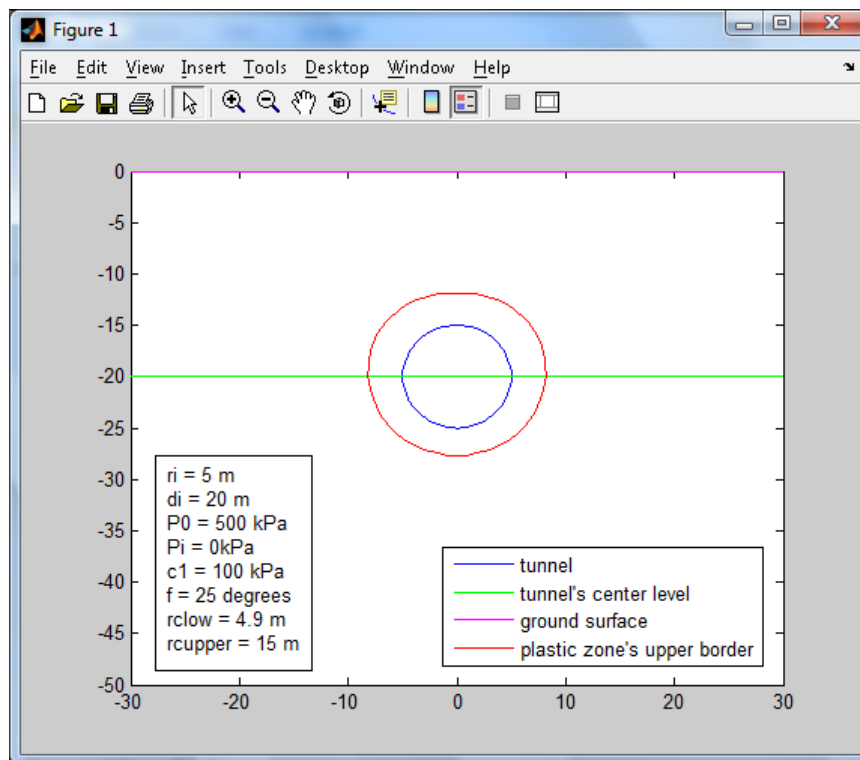 Figure 1
File Edit View Insert Tools Desktop Window Help
0
-5
-10
-15
-20
-25
-30
-35
-40
-45
-50
-30 -20 -10 0 10 20 30
ri = 5 m
di = 20 m
P0 = 500 kPa
Pi = 0kPa
c1 = 100 kPa
f = 25 degrees
rclow = 4.9 m
rcupper = 15 m
tunnel
tunnel's center level
ground surface
plastic zone's upper border